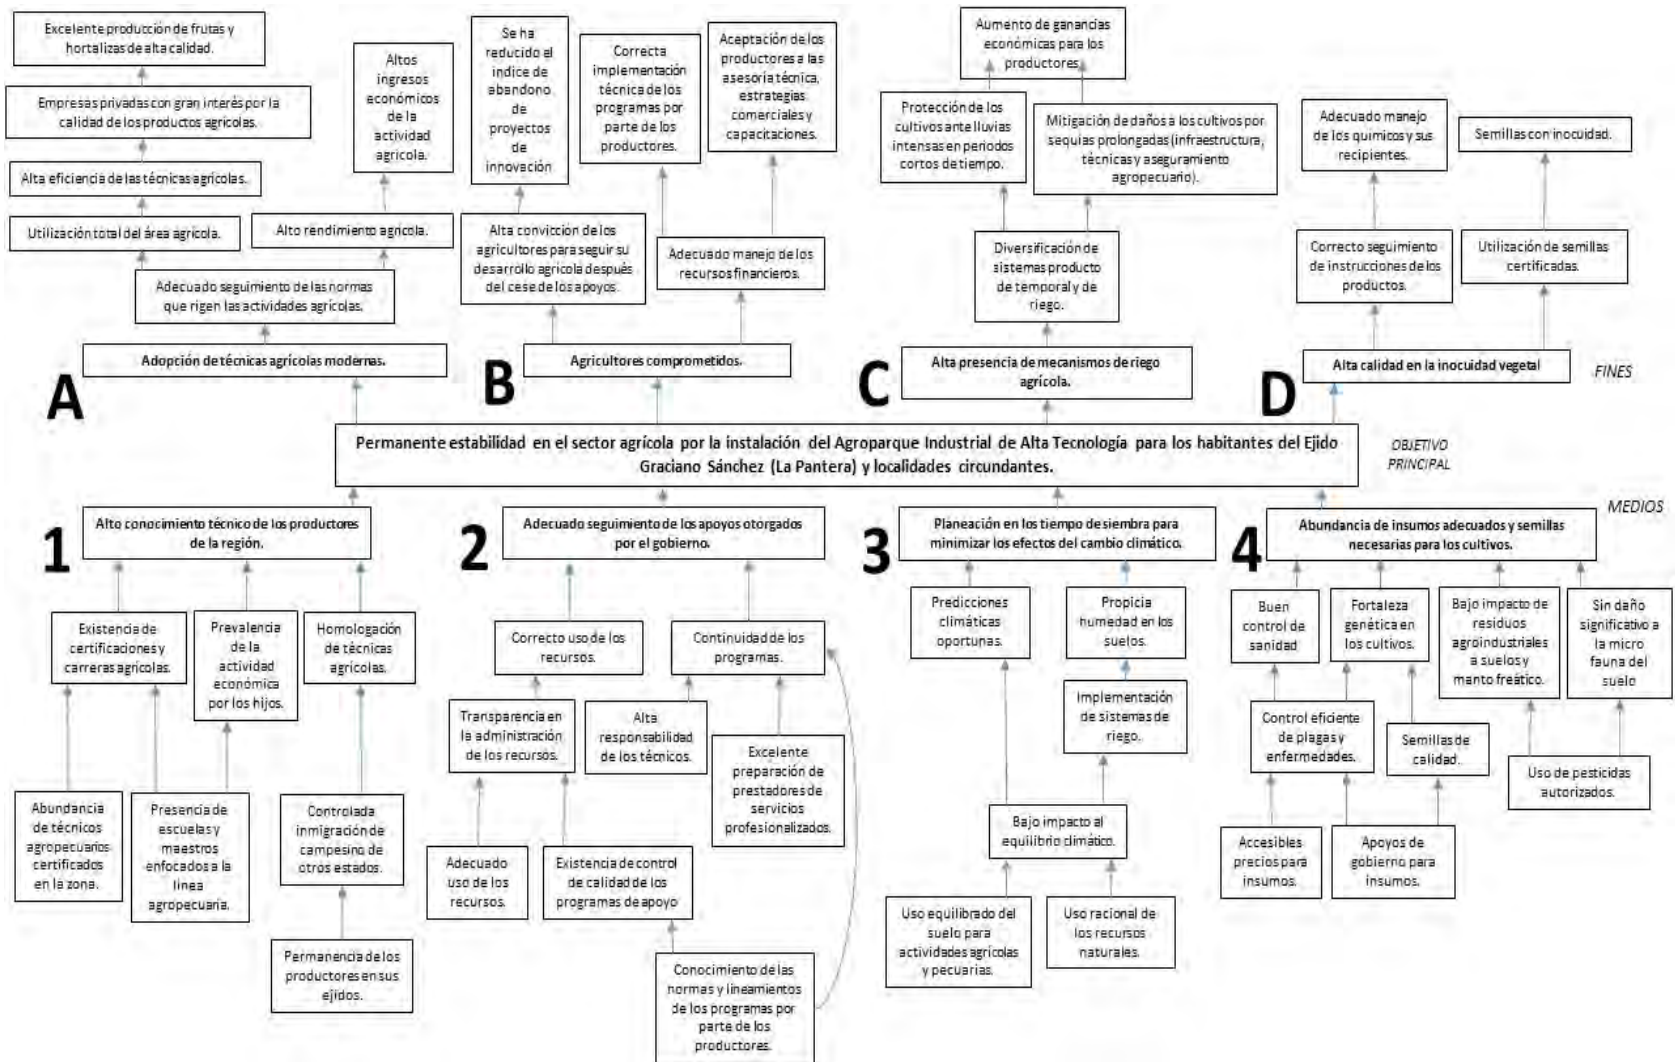 Excelente producción de frutas y
hortalizas de alta calidad.
Empresas privadas con gran interés por la
calidad de los productos agrícolas.
Alta eficiencia de las técnicas agrícolas.
Utilización total del área agrícola.
Altos
ingresos
económicos
de la
actividad
agricola.
Alto rendimiento agrícola.
Adecuado seguimiento de las normas
que rigen las actividades agrícolas.
Adopción de técnicas agrícolas modernas.
A
Se ha
reducido el
indice de
abandono
de
proyectos
de
innovación
Correcta
implementación
técnica de los
programas por
parte de los
productores.
Aceptación de los
productores a las
asesoria técnica,
estrategias
comerciales y
capacitaciones.
Alta convicción de los
agricultores para seguir su
desarrollo agricola después
del cese de los apoyos.
Adecuado manejo de los
recursos financieros.
Agricultores comprometidos.
B
Aumento de ganancias
económicas para los
productores.
Protección de los
cultivos ante lluvias
intensas en periodos
cortos de tiempo.
Mitigación de daños a los cultivos por
sequias prolongadas (infraestructura,
técnicas y aseguramiento
agropecuario).
Diversificación de
sistemas producto
de temporal y de
riego.
Alta presencia de mecanismos de riego
agrícola.
C
Adecuado manejo
de los quimicos y sus
recipientes.
Semillas con inocuidad.
Correcto seguimiento
de instrucciones de los
productos.
Utilización de semillas
certificadas.
Alta calidad en la inocuidad vegetal
D
FINES
Permanente estabilidad en el sector agrícola por la instalación del Agroparque Industrial de Alta Tecnología para los habitantes del Ejido
Graciano Sánchez (La Pantera) y localidades circundantes.
OBJETIVO
PRINCIPAL
MEDIOS
1
Alto conocimiento técnico de los productores
de la región.
Existencia de
certificaciones y
carreras agrícolas.
Prevalencia de
la actividad
económica
por los hijos.
Homologación
de técnicas
agrícolas.
Abundancia
de técnicos
agropecuarios
certificados
en la zona.
Presencia de
escuelas y
maestros
enfocados a la
línea
agropecuaria.
Controlada
inmigración de
campesino de
otros estados.
Permanencia de los
productores en sus
ejidos.
2
Adecuado seguimiento de los apoyos otorgados
por el gobierno.
Correcto uso de los
recursos.
Continuidad de los
programas.
Transparencia en
la administración
de los recursos.
Alta
responsabilidad
de los técnicos.
Excelente
preparación de
prestadores de
servicios
profesionalizados.
Adecuado
uso de los
recursos.
Existencia de control
de calidad de los
programas de apoyo
Conocimiento de las
normas y lineamientos
de los programas por
parte de los
productores.
3
Planeación en los tiempo de siembra para
minimizar los efectos del cambio climático.
Predicciones
climáticas
oportunas.
Propicia
humedad en los
suelos.
Implementación
de sistemas de
riego.
Bajo impacto al
equilibrio climático.
Uso equilibrado del
suelo para
actividades agrícolas
y pecuarias.
Uso racional de
los recursos
naturales.
4
Abundancia de insumos adecuados y semillas
necesarias para los cultivos.
Buen
control de
sanidad
Fortaleza
genética en
los cultivos.
Bajo impacto de
residuos
agroindustriales
a suelos y
manto freático.
Sin daño
significativo a
la micro
fauna del
suelo
Control eficiente
de plagas y
enfermedades.
Semillas de
calidad.
Uso de pesticidas
autorizados.
Accesibles
precios para
insumos.
Apoyos de
gobierno para
insumos.